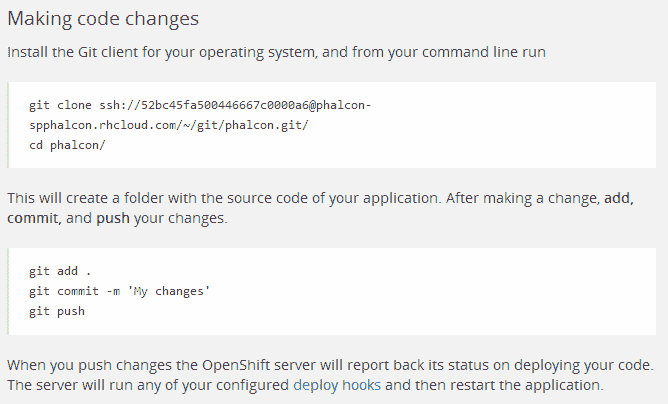 Making code changes
Install the Git client for your operating system, and from your command line run
git clone ssh://52bc45fa500446667c0000a6@phalcon-
spphalcon.rhcloud.com/~/git/phalcon.git/
cd phalcon/
This will create a folder with the source code of your application. After making a change, add,
commit, and push your changes.
git add .
git commit -m 'My changes'
git push
When you push changes the OpenShift server will report back its status on deploying your code.
The server will run any of your configured deploy hooks and then restart the application.